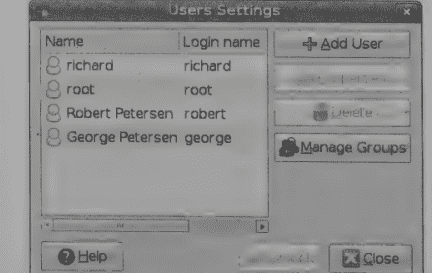 Users Settings
Name Login name
Add User
richard richard
root root
Delete
Robert Petersen robert
George Petersen george
Manage Groups
Help
Close